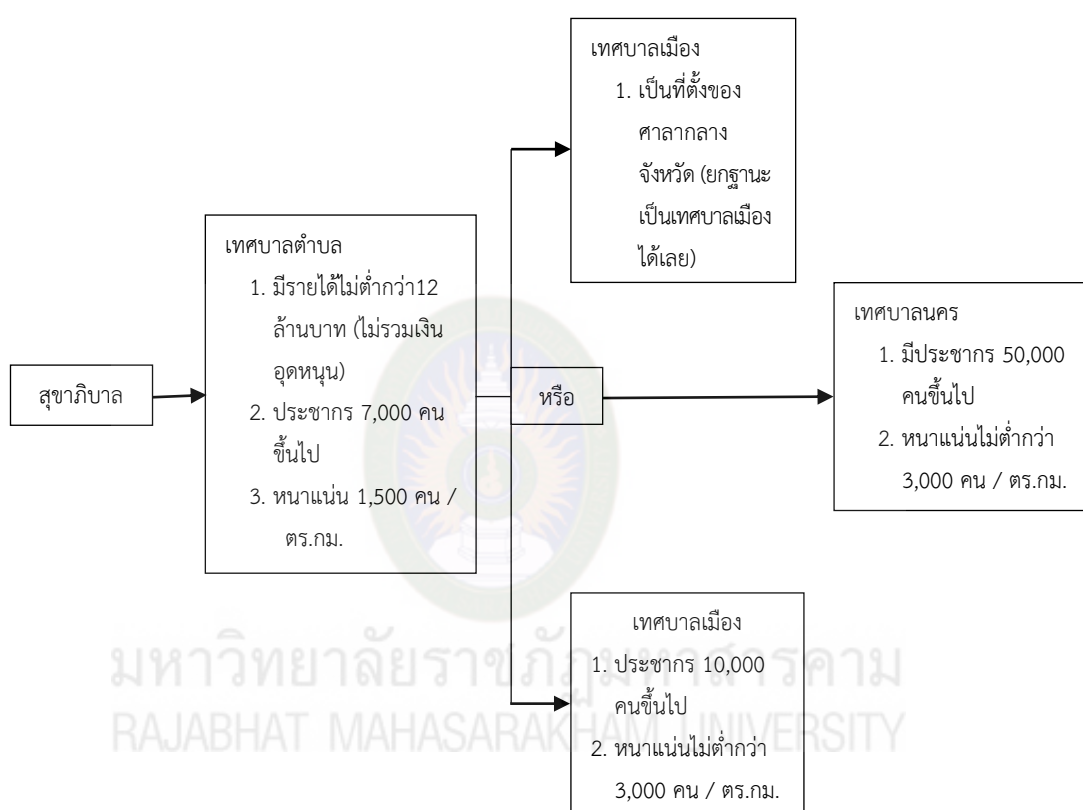 สุขาภิบาล
เทศบาลตำบล
1. มีรายได้ไม่ต่ำกว่า12
ล้านบาท (ไม่รวมเงิน
อุดหนุน)
2. ประชากร 7,000 คน
ขึ้นไป
3. หนาแน่น 1,500 คน /
ตร.กม.
หรือ
เทศบาลเมือง
1. เป็นที่ตั้งของ
ศาลากลาง
จังหวัด (ยกฐานะ
เป็นเทศบาลเมือง
ได้เลย)
เทศบาลนคร
1. มีประชากร 50,000
คนขึ้นไป
2. หนาแน่นไม่ต่ำกว่า
3,000 คน / ตร.กม.
เทศบาลเมือง
1. ประชากร 10,000
คนขึ้นไป
2. หนาแน่นไม่ต่ำกว่า
3,000 คน / ตร.กม.
มหาวิทยาลัยราชภัฏมหาสารคาม
RAJABHAT MAHASARAKHAM UNIVERSITY